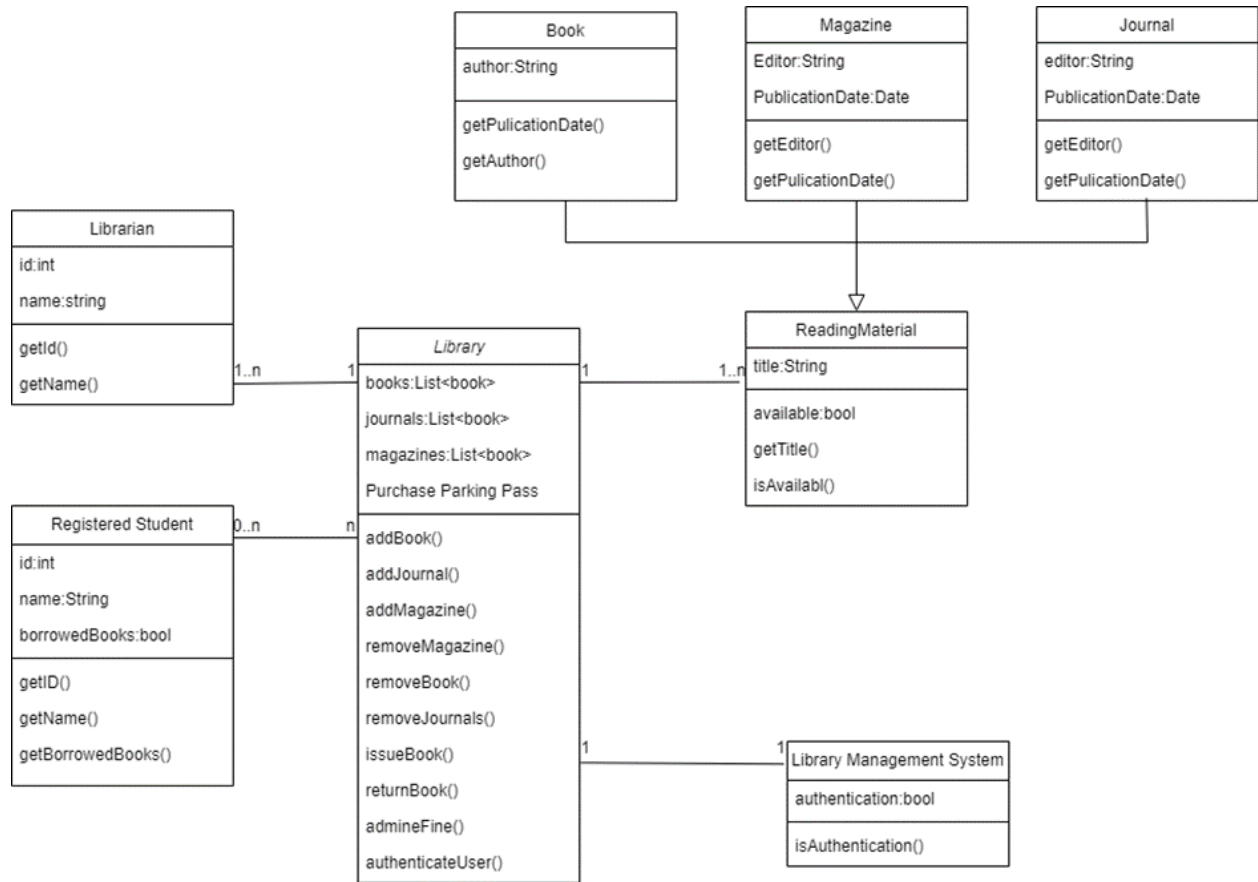 Book
author:String
getPulicationDate()
getAuthor()
Magazine
Editor:String
PublicationDate:Date
getEditor()
getPulicationDate()
Journal
editor:String
PublicationDate:Date
getEditor()
getPulicationDate()
Librarian
id:int
name:string
getId()
getName()
1..n
1
Library
books:List<book>
journals:List<book>
magazines:List<book>
Purchase Parking Pass
addBook()
addJournal()
addMagazine()
removeMagazine()
removeBook()
removeJournals()
issueBook()
returnBook()
admineFine()
authenticateUser()
1
1..n
ReadingMaterial
title:String
available:bool
getTitle()
isAvailabl()
Registered Student
id:int
name:String
borrowedBooks:bool
getID()
getName()
getBorrowedBooks()
0..n
n
1
1
Library Management System
authentication:bool
isAuthentication()